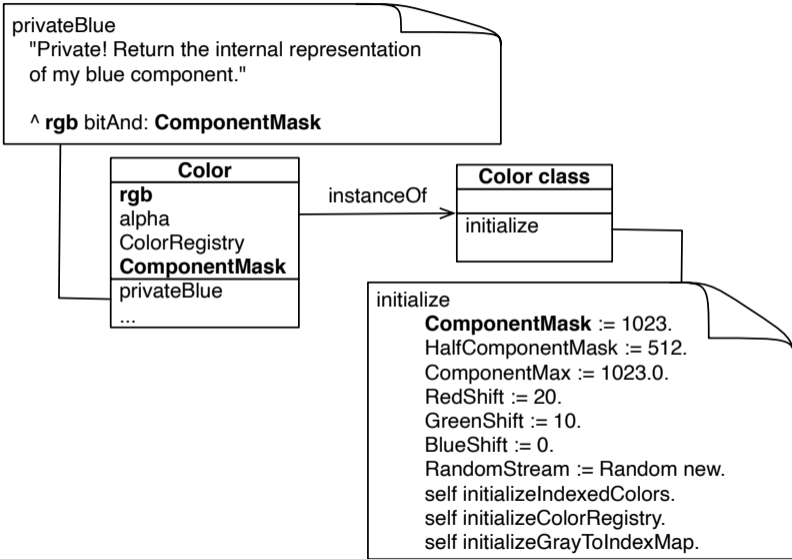 privateBlue
"Private! Return the internal representation
of my blue component."
^ rgb bitAnd: ComponentMask
Color
rgb
alpha
ColorRegistry
ComponentMask
privateBlue
...
instanceOf
Color class
initialize
initialize
ComponentMask := 1023.
HalfComponentMask := 512.
ComponentMax := 1023.0.
RedShift := 20.
GreenShift := 10.
BlueShift := 0.
RandomStream := Random new.
self initializeIndexedColors.
self initializeColorRegistry.
self initializeGrayToIndexMap.